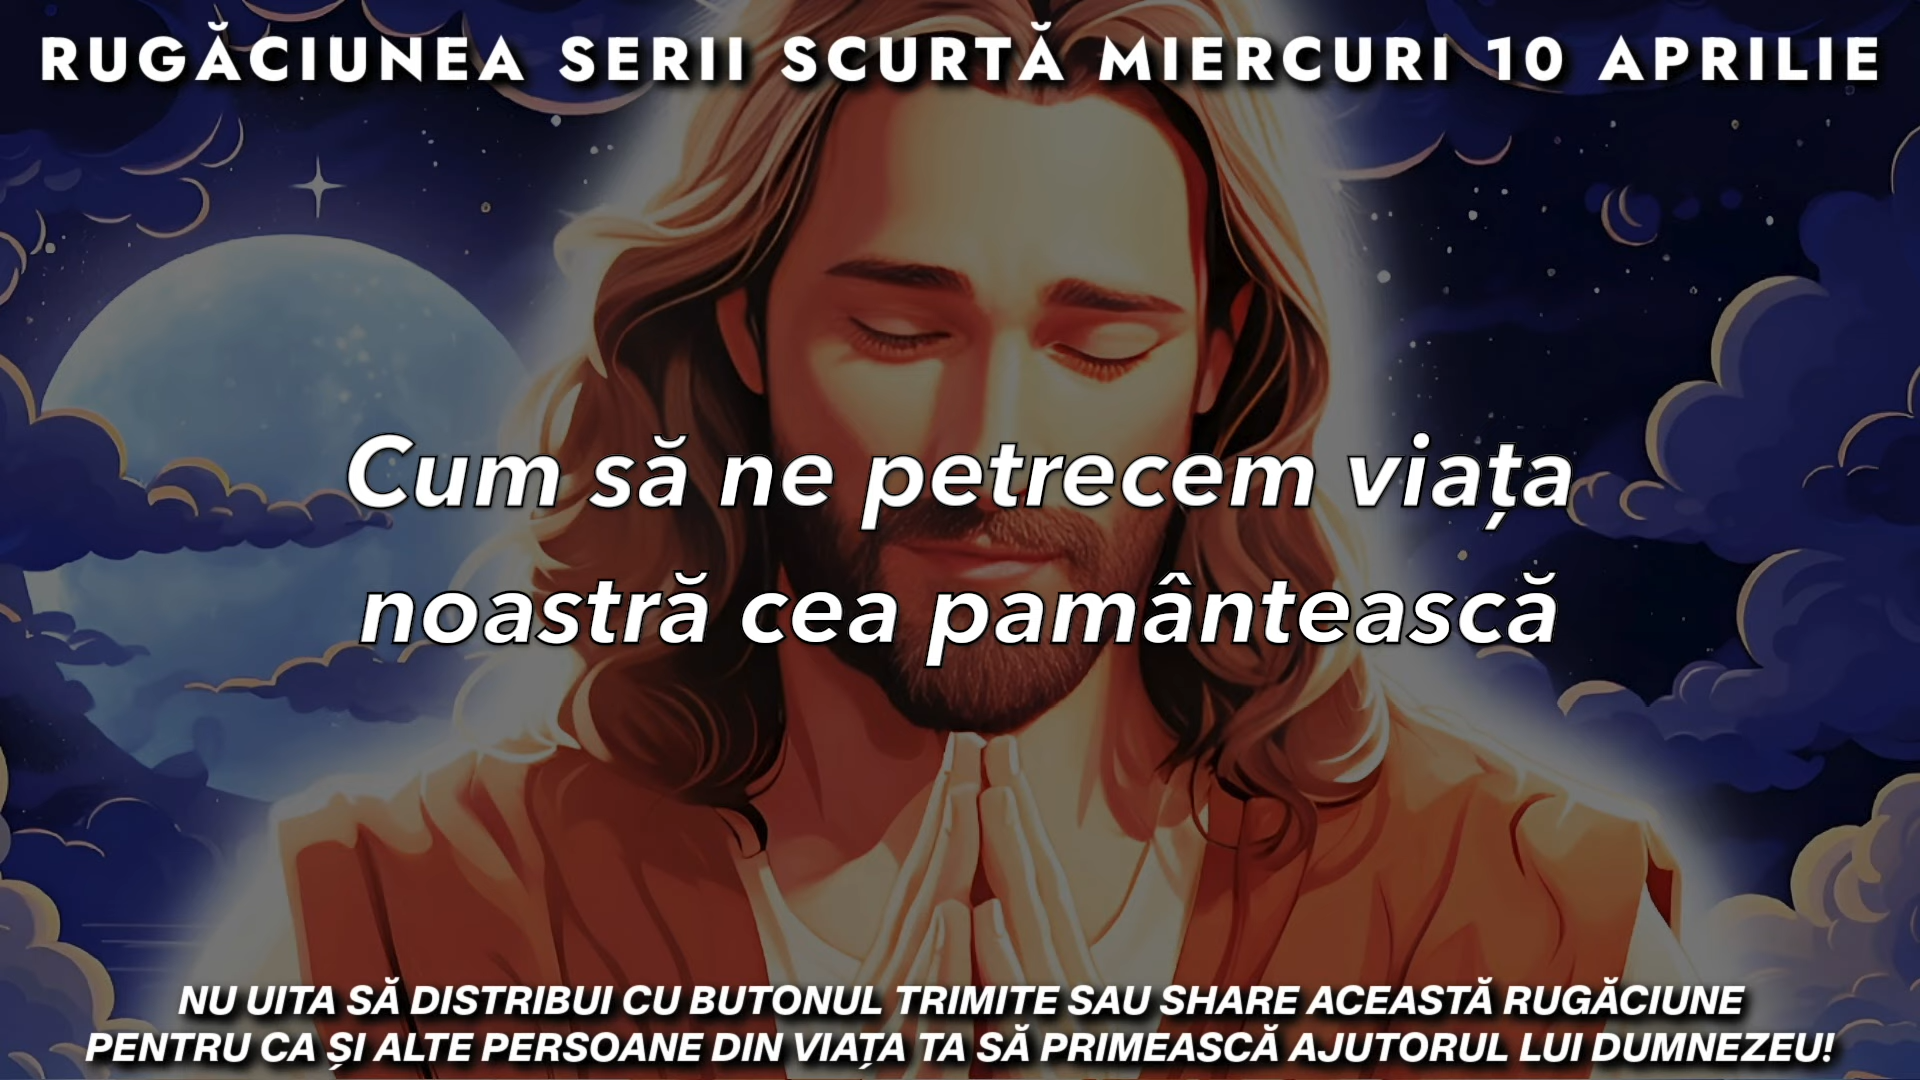 RUGĂCIUNEA SERII SCURTĂ MIERCURI 10 APRILIE
Cum să ne petrecem viața
noastră cea pamântească
NU UITA SĂ DISTRIBUI CU BUTONUL TRIMITE SAU SHARE ACEASTĂ RUGĂCIUNE
PENTRU CA ȘI ALTE PERSOANE DIN VIAȚA TA SĂ PRIMEASCĂ AJUTORUL LUI DUMNEZEU!